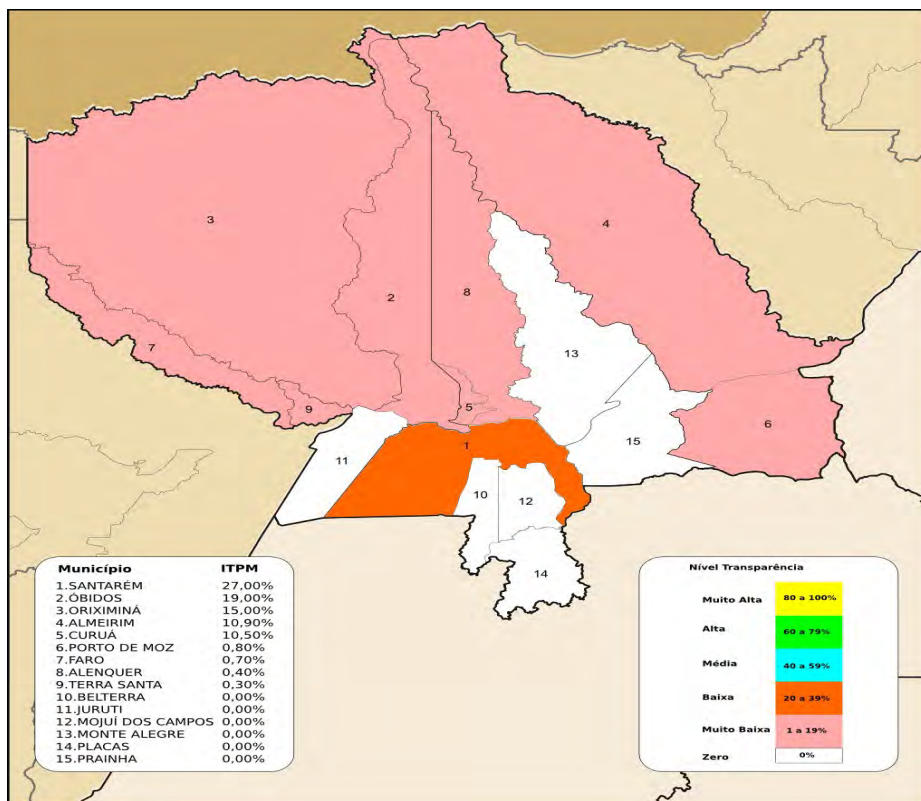 3
4
2
8
13
7
9
5
6
1
15
11
10
12
14
Município ITPM
1.SANTARÉM 27,00%
2.ÓBIDOS 19,00%
3.ORIXIMINÁ 15,00%
4.ALMEIRIM 10,90%
5.CURUÁ 10,50%
6.PORTO DE MOZ 0,80%
7.FARO 0,70%
8.ALENQUER 0,40%
9.TERRA SANTA 0,30%
10.BELTERRA 0,00%
11.JURUTI 0,00%
12.MOJUÍ DOS CAMPOS 0,00%
13.MONTE ALEGRE 0,00%
14.PLACAS 0,00%
15.PRAINHA 0,00%
Nível Transparência
Muito Alta 80 a 100%
Alta 60 a 79%
Média 40 a 59%
Baixa 20 a 39%
Muito Baixa 1 a 19%
Zero 0%